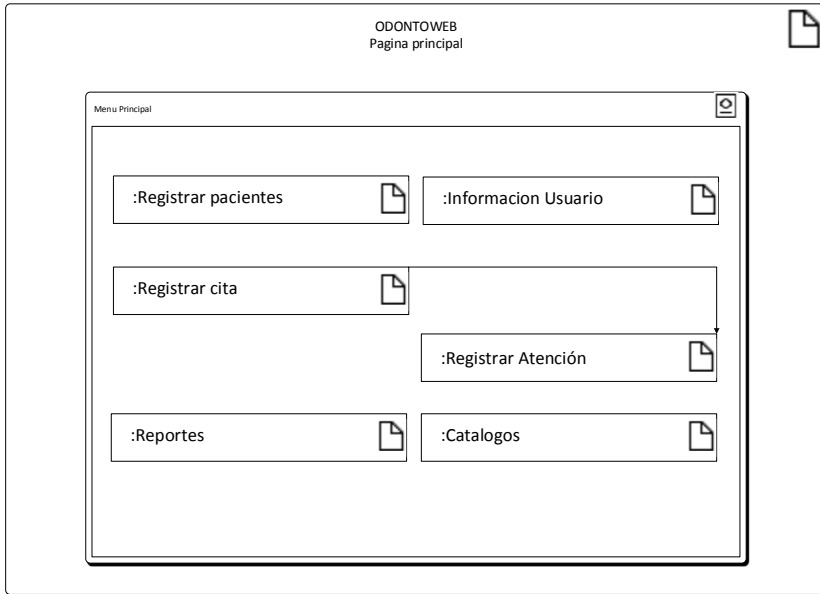 ODONTOWEB
Pagina principal
Menu Principal
:Registrar pacientes
:Informacion Usuario
:Registrar cita
:Registrar Atención
:Reportes
:Catalogos